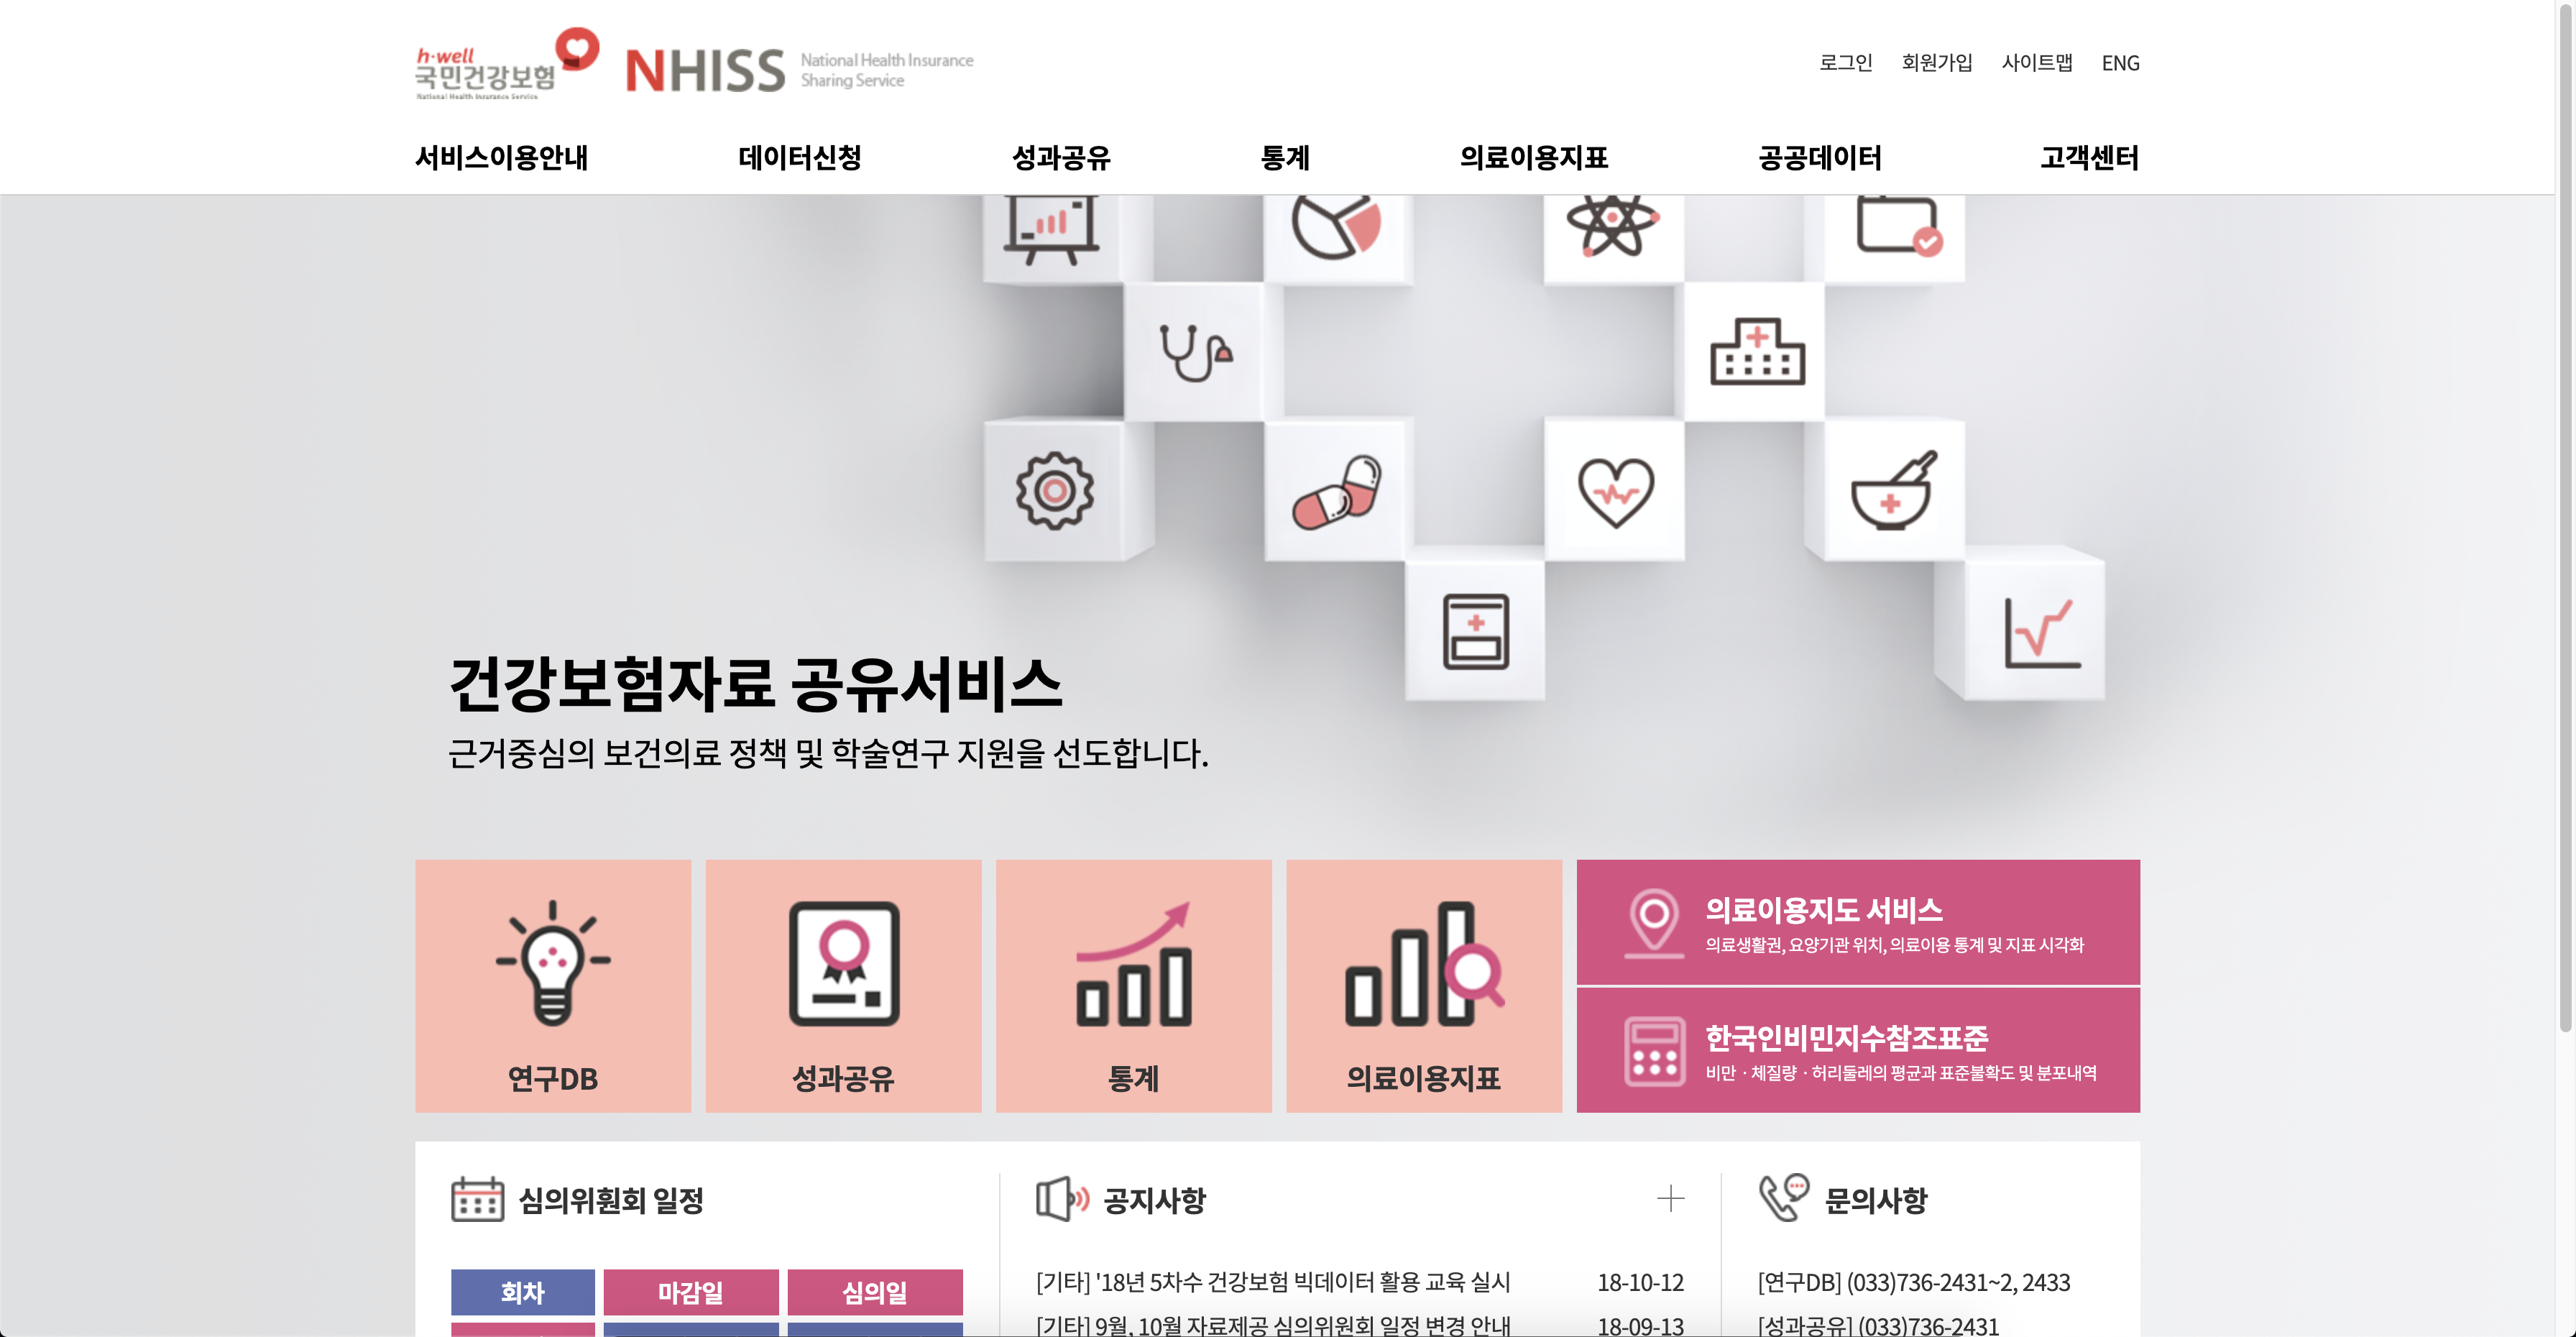 h·well
국민건강보험
National Health Insurance Service
NHISS
National Health Insurance
Sharing Service
로그인 회원가입 사이트맵 ENG
서비스이용안내 데이터신청 성과공유 통계 의료이용지표 공공데이터 고객센터
건강보험자료 공유서비스
근거중심의 보건의료 정책 및 학술연구 지원을 선도합니다.
연구DB
성과공유
통계
의료이용지표
의료이용지도 서비스
의료생활권, 요양기관 위치, 의료이용 통계 및 지표 시각화
한국인비민지수참조표준
비만 · 체질량 · 허리둘레의 평균과 표준불확도 및 분포내역
심의위원회 일정
회차 마감일 심의일
공지사항
[기타] '18년 5차수 건강보험 빅데이터 활용 교육 실시 18-10-12
[기타] 9월, 10월 자료제공 심의위원회 일정 변경 안내 18-09-13
문의사항
[연구DB] (033)736-2431~2, 2433
[성과공유] (033)736-2431